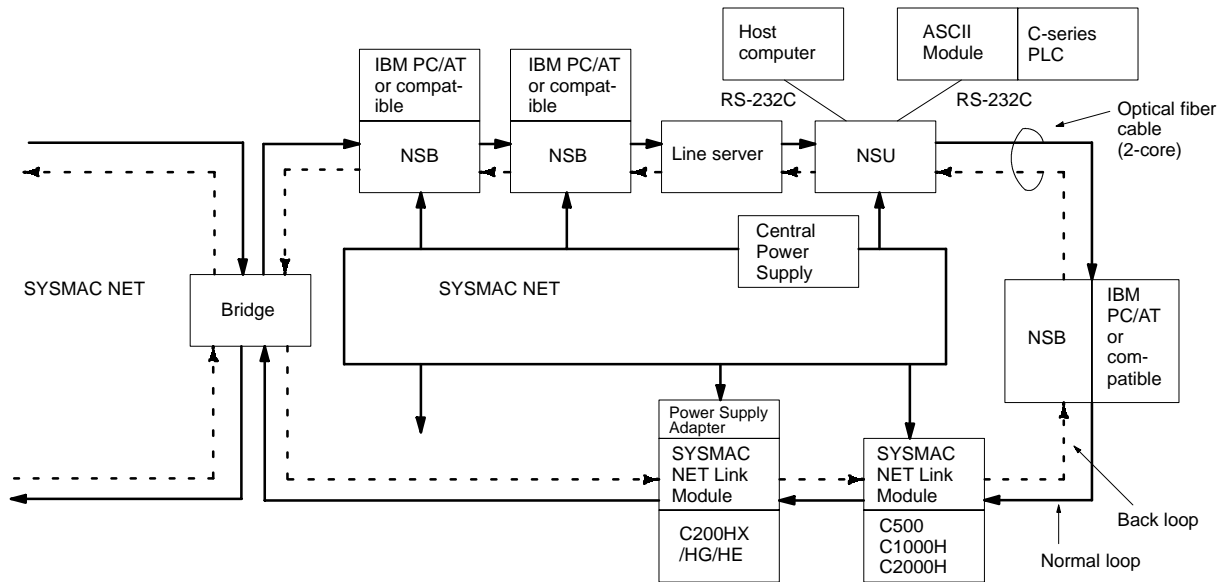 Host
computer
ASCII
Module
C-series
PLC
IBM PC/AT
or compat-
ible
IBM PC/AT
or compat-
ible
RS-232C
RS-232C
Optical fiber
cable
(2-core)
NSB
NSB
Line server
NSU
Central
Power
Supply
SYSMAC NET
SYSMAC NET
Bridge
NSB
IBM
PC/AT
or
com-
patible
Power Supply
Adapter
SYSMAC
NET Link
Module
SYSMAC
NET Link
Module
C200HX
/HG/HE
C500
C1000H
C2000H
Back loop
Normal loop